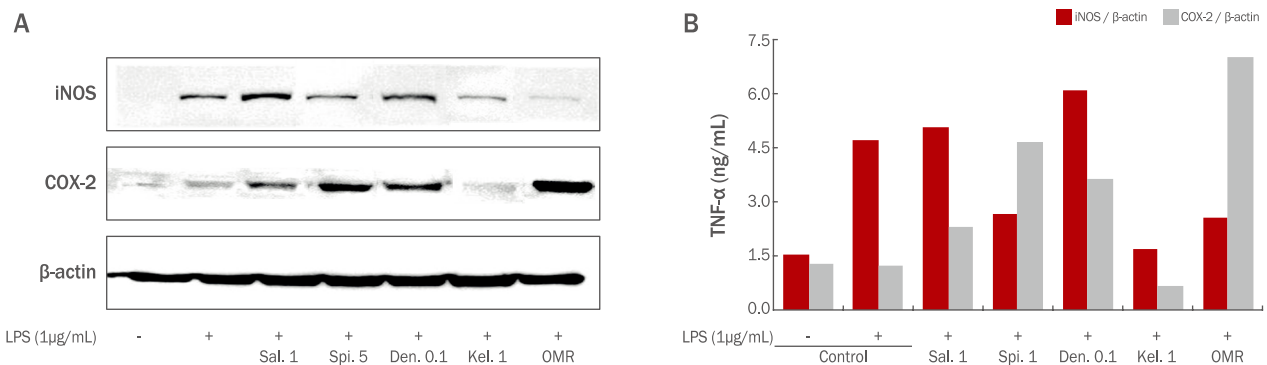 A
iNOS
COX-2
β-actin
LPS (1μg/mL) - + + + + + +
Sal. 1 Spi. 5 Den. 0.1 Kel. 1 OMR
B
iNOS / β-actin COX-2 / β-actin
TNF-α (ng/mL)
7.5
6.0
4.5
3.0
1.5
0.0
LPS (1μg/mL) - + + + + + +
Control Sal. 1 Spi. 1 Den. 0.1 Kel. 1 OMR